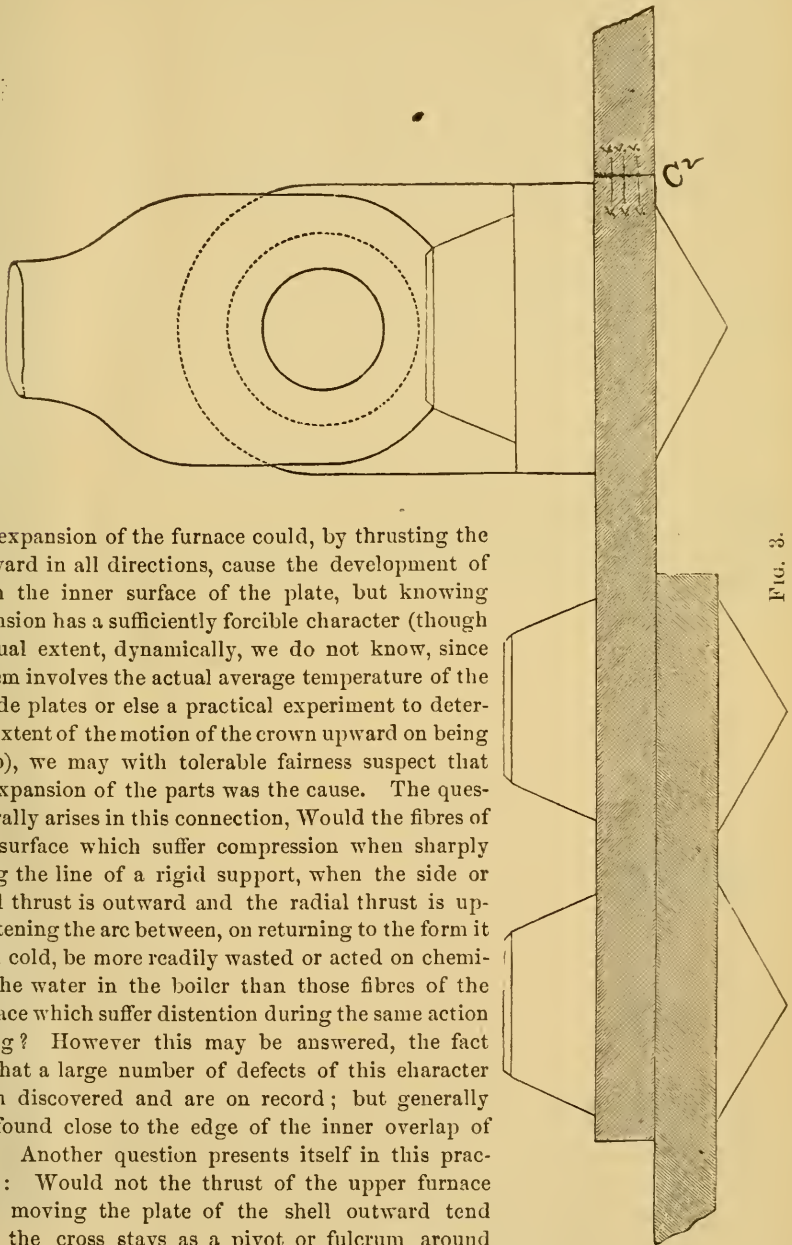 C²
FIG. 3.
expansion of the furnace could, by thrusting the
ard in all directions, cause the development of
the inner surface of the plate, but knowing
nsion has a sufficiently forcible character (though
ual extent, dynamically, we do not know, since
em involves the actual average temperature of the
de plates or else a practical experiment to deter-
xtent of the motion of the crown upward on being
), we may with tolerable fairness suspect that
xpansion of the parts was the cause. The ques-
rally arises in this connection, Would the fibres of
surface which suffer compression when sharply
g the line of a rigid support, when the side or
l thrust is outward and the radial thrust is up-
tening the arc between, on returning to the form it
cold, be more readily wasted or acted on chemi-
he water in the boiler than those fibres of the
ace which suffer distention during the same action
g? However this may be answered, the fact
hat a large number of defects of this character
n discovered and are on record; but generally
found close to the edge of the inner overlap of
Another question presents itself in this prac-
: Would not the thrust of the upper furnace
moving the plate of the shell outward tend
the cross stays as a pivot or fulcrum around